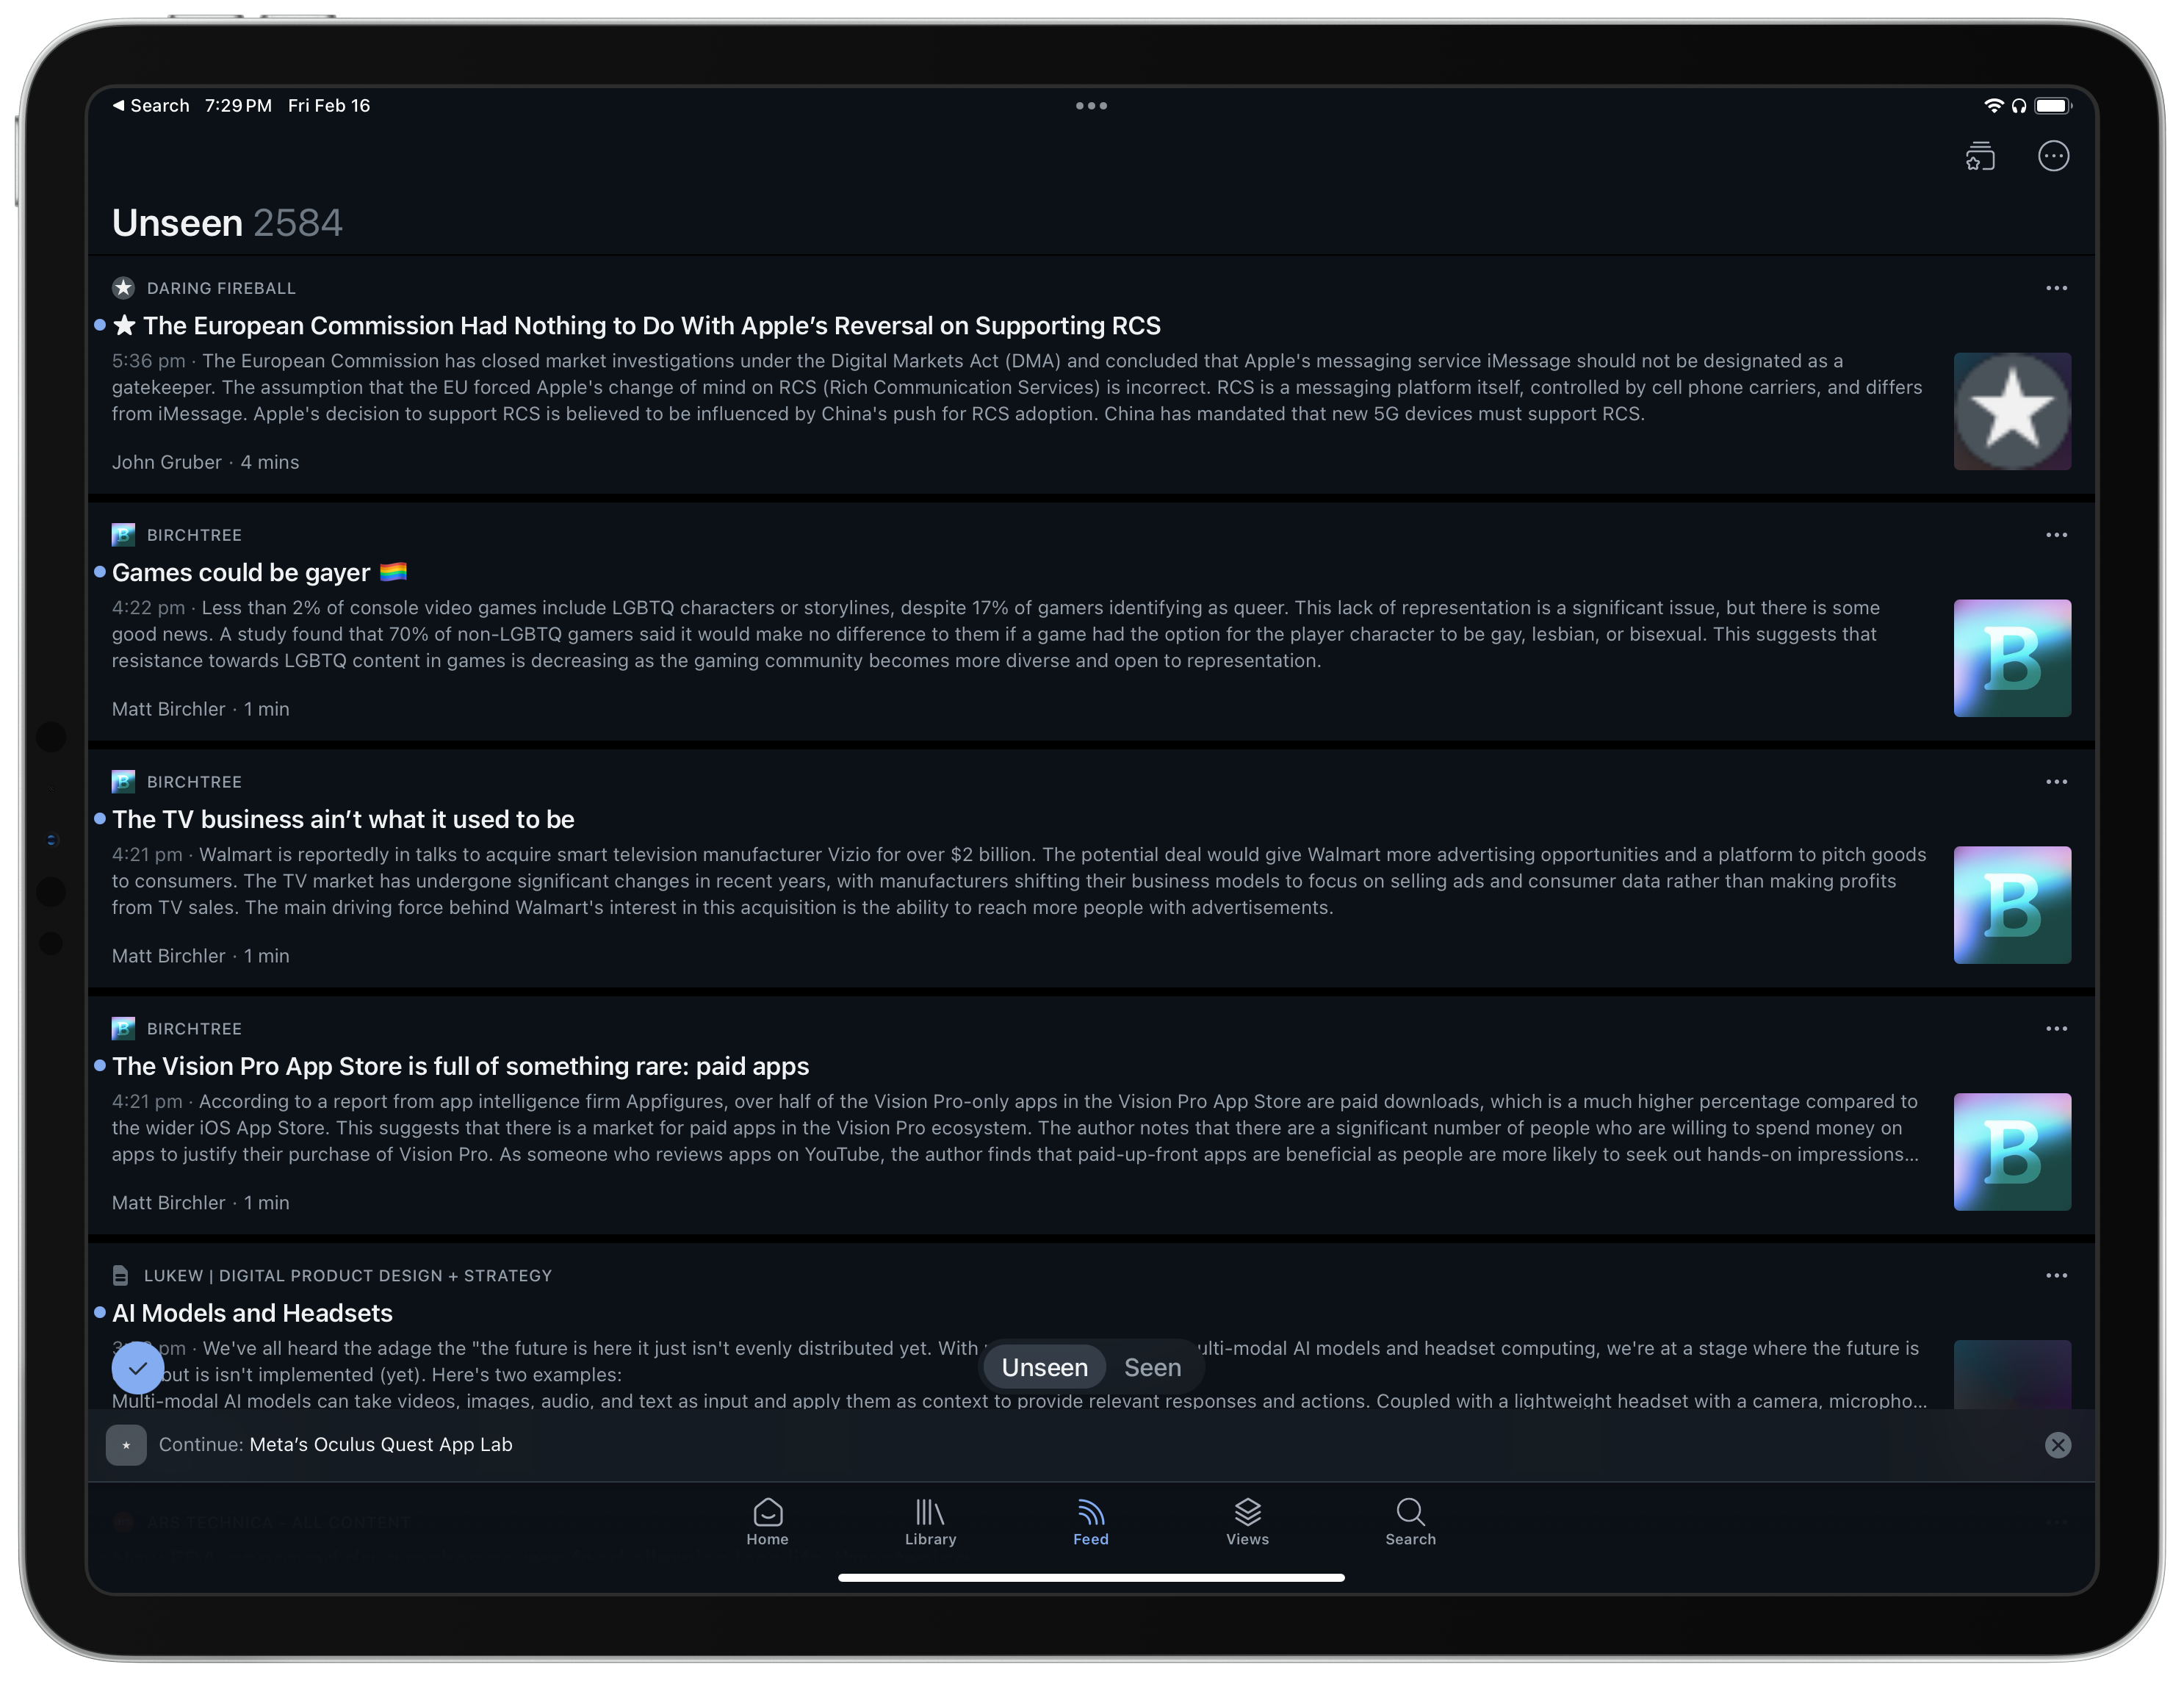 ◀ Search 7:29 PM Fri Feb 16
Unseen 2584
DARING FIREBALL
★ The European Commission Had Nothing to Do With Apple’s Reversal on Supporting RCS
5:36 pm · The European Commission has closed market investigations under the Digital Markets Act (DMA) and concluded that Apple's messaging service iMessage should not be designated as a
gatekeeper. The assumption that the EU forced Apple's change of mind on RCS (Rich Communication Services) is incorrect. RCS is a messaging platform itself, controlled by cell phone carriers, and differs
from iMessage. Apple's decision to support RCS is believed to be influenced by China's push for RCS adoption. China has mandated that new 5G devices must support RCS.
John Gruber · 4 mins
B BIRCHTREE
Games could be gayer 🏳️‍🌈
4:22 pm · Less than 2% of console video games include LGBTQ characters or storylines, despite 17% of gamers identifying as queer. This lack of representation is a significant issue, but there is some
good news. A study found that 70% of non-LGBTQ gamers said it would make no difference to them if a game had the option for the player character to be gay, lesbian, or bisexual. This suggests that
resistance towards LGBTQ content in games is decreasing as the gaming community becomes more diverse and open to representation.
B
Matt Birchler · 1 min
B BIRCHTREE
The TV business ain’t what it used to be
4:21 pm · Walmart is reportedly in talks to acquire smart television manufacturer Vizio for over $2 billion. The potential deal would give Walmart more advertising opportunities and a platform to pitch goods
to consumers. The TV market has undergone significant changes in recent years, with manufacturers shifting their business models to focus on selling ads and consumer data rather than making profits
from TV sales. The main driving force behind Walmart's interest in this acquisition is the ability to reach more people with advertisements.
B
Matt Birchler · 1 min
B BIRCHTREE
The Vision Pro App Store is full of something rare: paid apps
4:21 pm · According to a report from app intelligence firm Appfigures, over half of the Vision Pro-only apps in the Vision Pro App Store are paid downloads, which is a much higher percentage compared to
the wider iOS App Store. This suggests that there is a market for paid apps in the Vision Pro ecosystem. The author notes that there are a significant number of people who are willing to spend money on
apps to justify their purchase of Vision Pro. As someone who reviews apps on YouTube, the author finds that paid-up-front apps are beneficial as people are more likely to seek out hands-on impressions...
B
Matt Birchler · 1 min
LUKEW | DIGITAL PRODUCT DESIGN + STRATEGY
AI Models and Headsets
pm · We've all heard the adage the "the future is here it just isn't evenly distributed yet. With ulti-modal AI models and headset computing, we're at a stage where the future is
but is isn't implemented (yet). Here's two examples:
Multi-modal AI models can take videos, images, audio, and text as input and apply them as context to provide relevant responses and actions. Coupled with a lightweight headset with a camera, micropho...
Unseen Seen
Continue: Meta’s Oculus Quest App Lab
ARS TECHNICA - ALL CONTENT
Home Library Feed Views Search